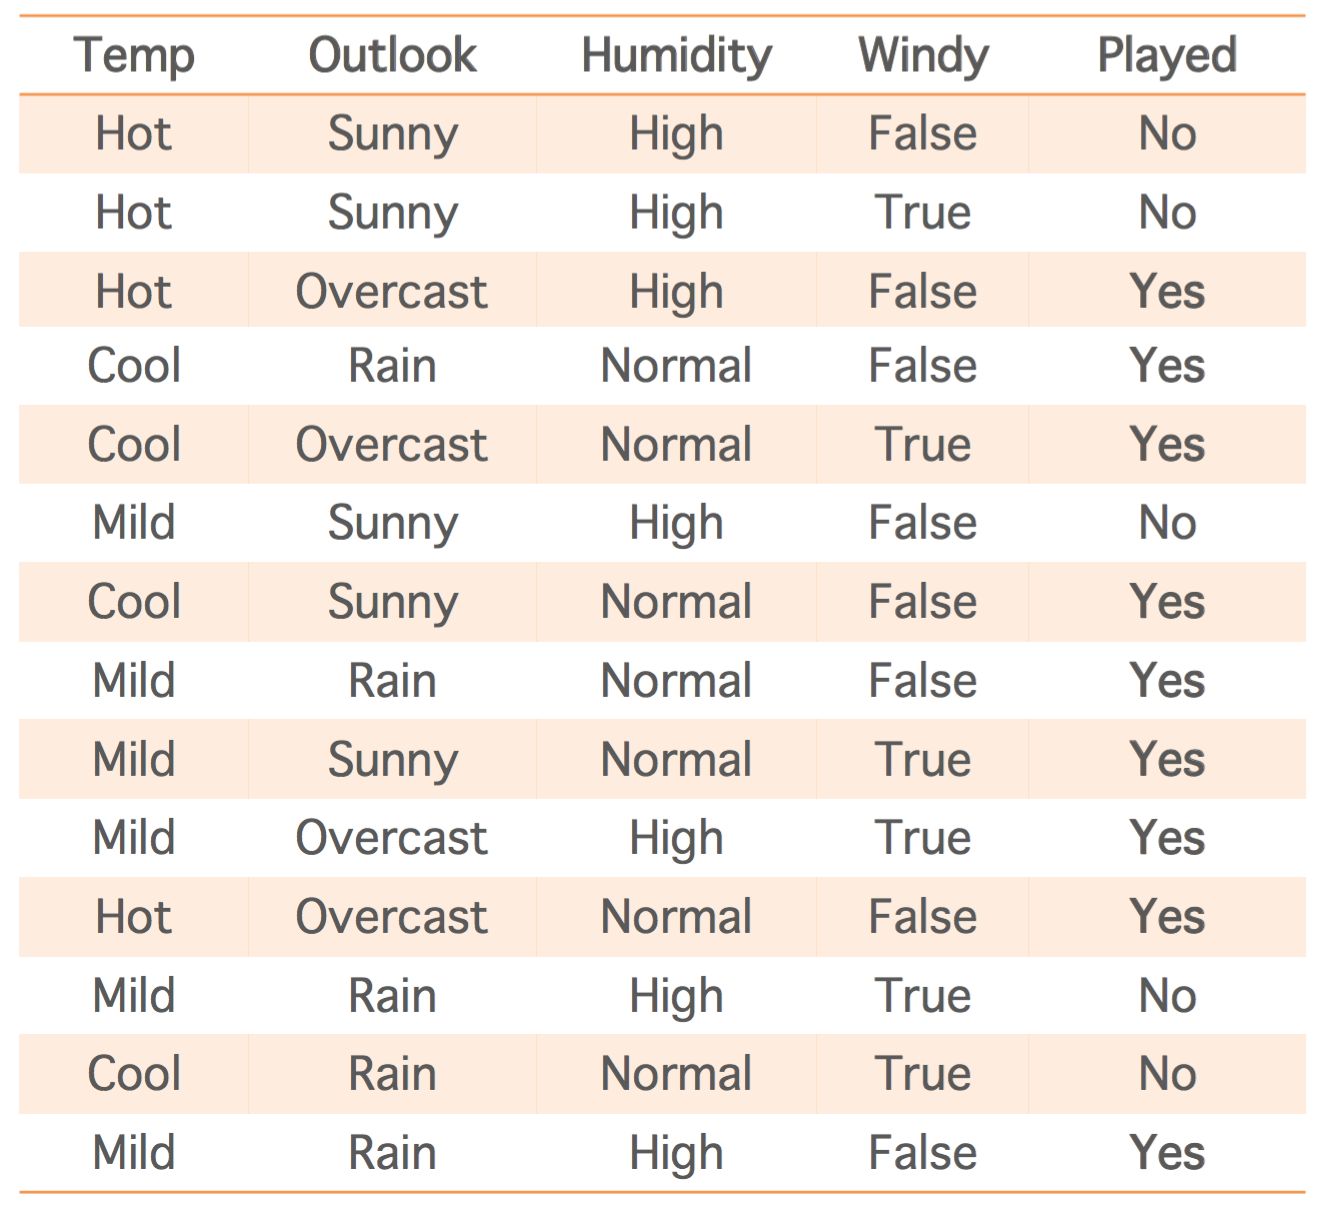 Temp Outlook Humidity Windy Played
Hot Sunny High False No
Hot Sunny High True No
Hot Overcast High False Yes
Cool Rain Normal False Yes
Cool Overcast Normal True Yes
Mild Sunny High False No
Cool Sunny Normal False Yes
Mild Rain Normal False Yes
Mild Sunny Normal True Yes
Mild Overcast High True Yes
Hot Overcast Normal False Yes
Mild Rain High True No
Cool Rain Normal True No
Mild Rain High False Yes